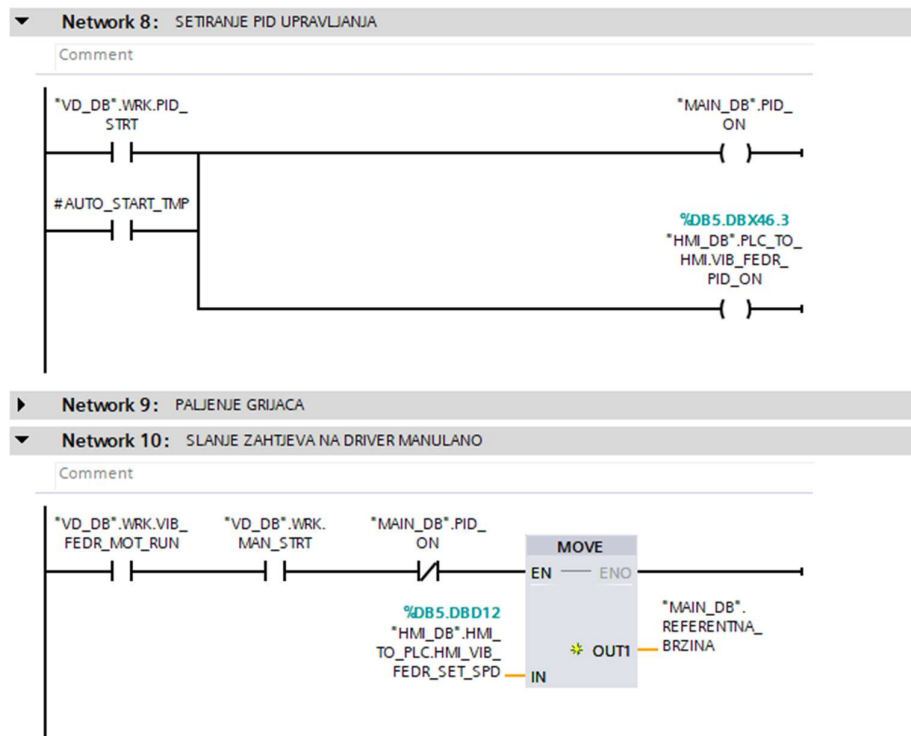 Network 8: SETIRANJE PID UPRAVLJANJA
Comment
"VD_DB".WRK.PID_
STRT
"MAIN_DB".PID_
ON
#AUTO_START_TMP
%DB5.DBX46.3
"HMI_DB".PLC_TO_
HMI.VIB_FEDR_
PID_ON
Network 9: PALJENJE GRIJACA
Network 10: SLANJE ZAHTJEVA NA DRIVER MANULANO
Comment
"VD_DB".WRK.VIB_
FEDR_MOT_RUN
"VD_DB".WRK.
MAN_STRT
"MAIN_DB".PID_
ON
MOVE
EN ENO
%DB5.DBD12
"HMI_DB".HMI_
TO_PLC.HMI_VIB_
FEDR_SET_SPD
IN
OUT1
"MAIN_DB".
REFERENTNA_
BRZINA